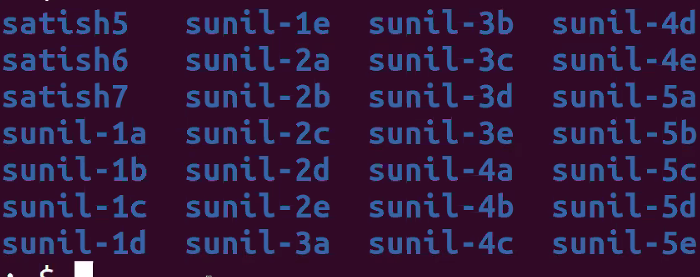 satish5 sunil-1e sunil-3b sunil-4d
satish6 sunil-2a sunil-3c sunil-4e
satish7 sunil-2b sunil-3d sunil-5a
sunil-1a sunil-2c sunil-3e sunil-5b
sunil-1b sunil-2d sunil-4a sunil-5c
sunil-1c sunil-2e sunil-4b sunil-5d
sunil-1d sunil-3a sunil-4c sunil-5e
$